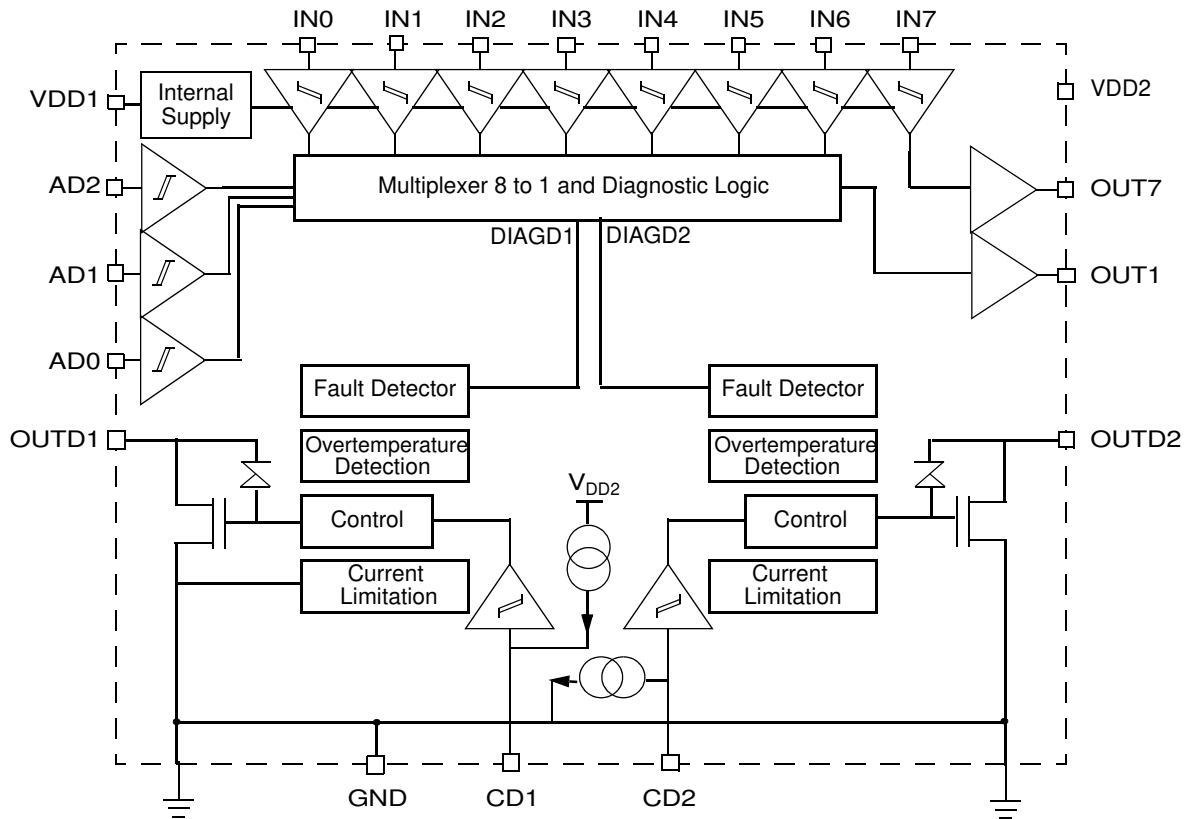 IN0 IN1 IN2 IN3 IN4 IN5 IN6 IN7
VDD1
Internal
Supply
VDD2
AD2
Multiplexer 8 to 1 and Diagnostic Logic
OUT7
DIAGD1 DIAGD2
AD1
OUT1
AD0
Fault Detector
Fault Detector
OUTD1
Overtemperature
Detection
Overtemperature
Detection
OUTD2
VDD2
Control
Control
Current
Limitation
Current
Limitation
GND CD1 CD2